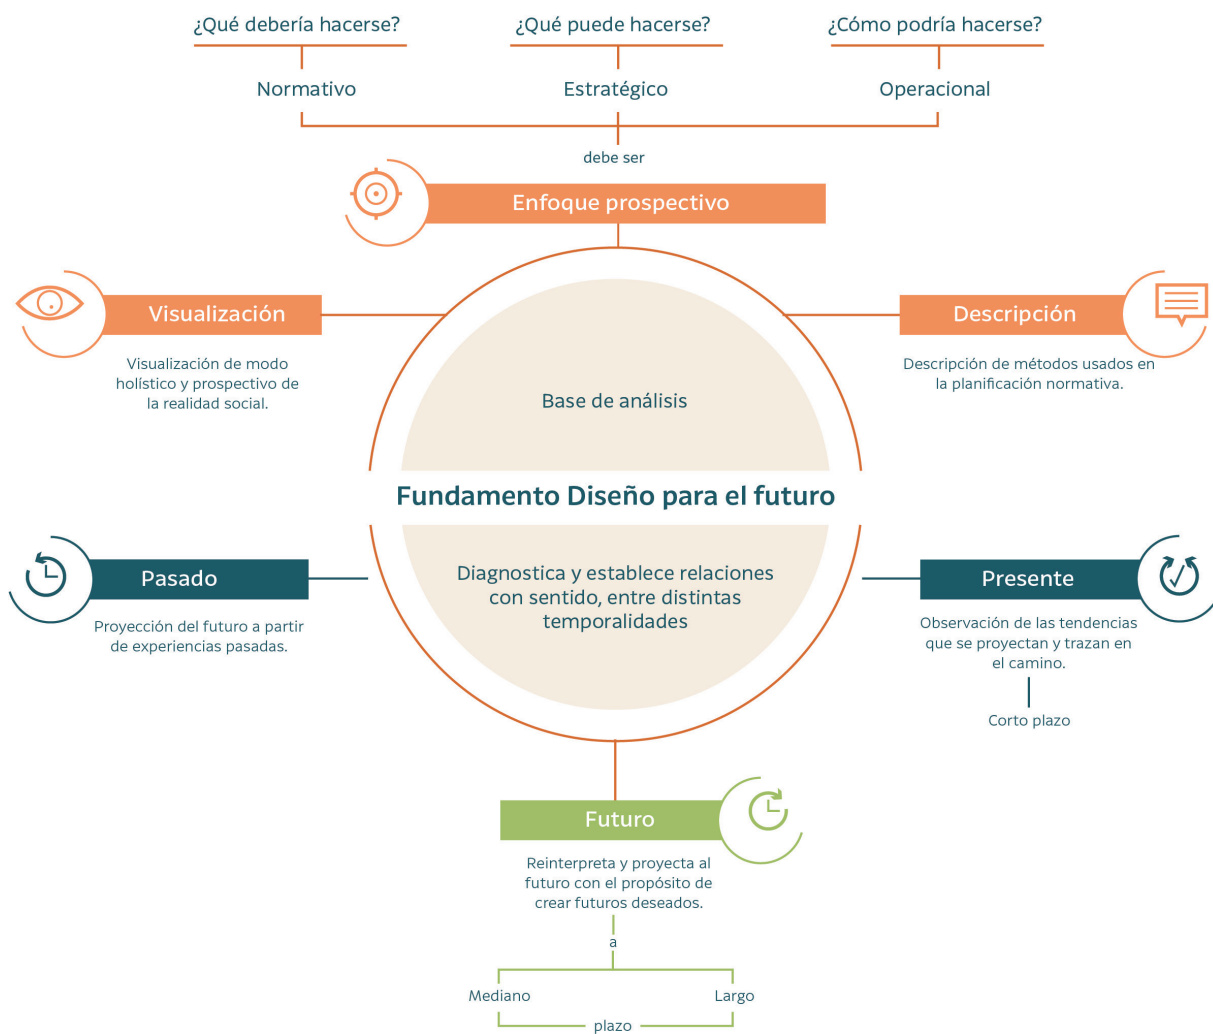 ¿Qué debería hacerse?
¿Qué puede hacerse?
¿Cómo podría hacerse?
Normativo
Estratégico
Operacional
debe ser
Enfoque prospectivo
Visualización
Visualización de modo
holístico y prospectivo de
la realidad social.
Descripción
Descripción de métodos usados en
la planificación normativa.
Base de análisis
Fundamento Diseño para el futuro
Diagnostica y establece relaciones
con sentido, entre distintas
temporalidades
Pasado
Proyección del futuro a partir
de experiencias pasadas.
Presente
Observación de las tendencias
que se proyectan y trazan en
el camino.
Corto plazo
Futuro
Reinterpreta y proyecta al
futuro con el propósito de
crear futuros deseados.
a
Mediano
Largo
plazo